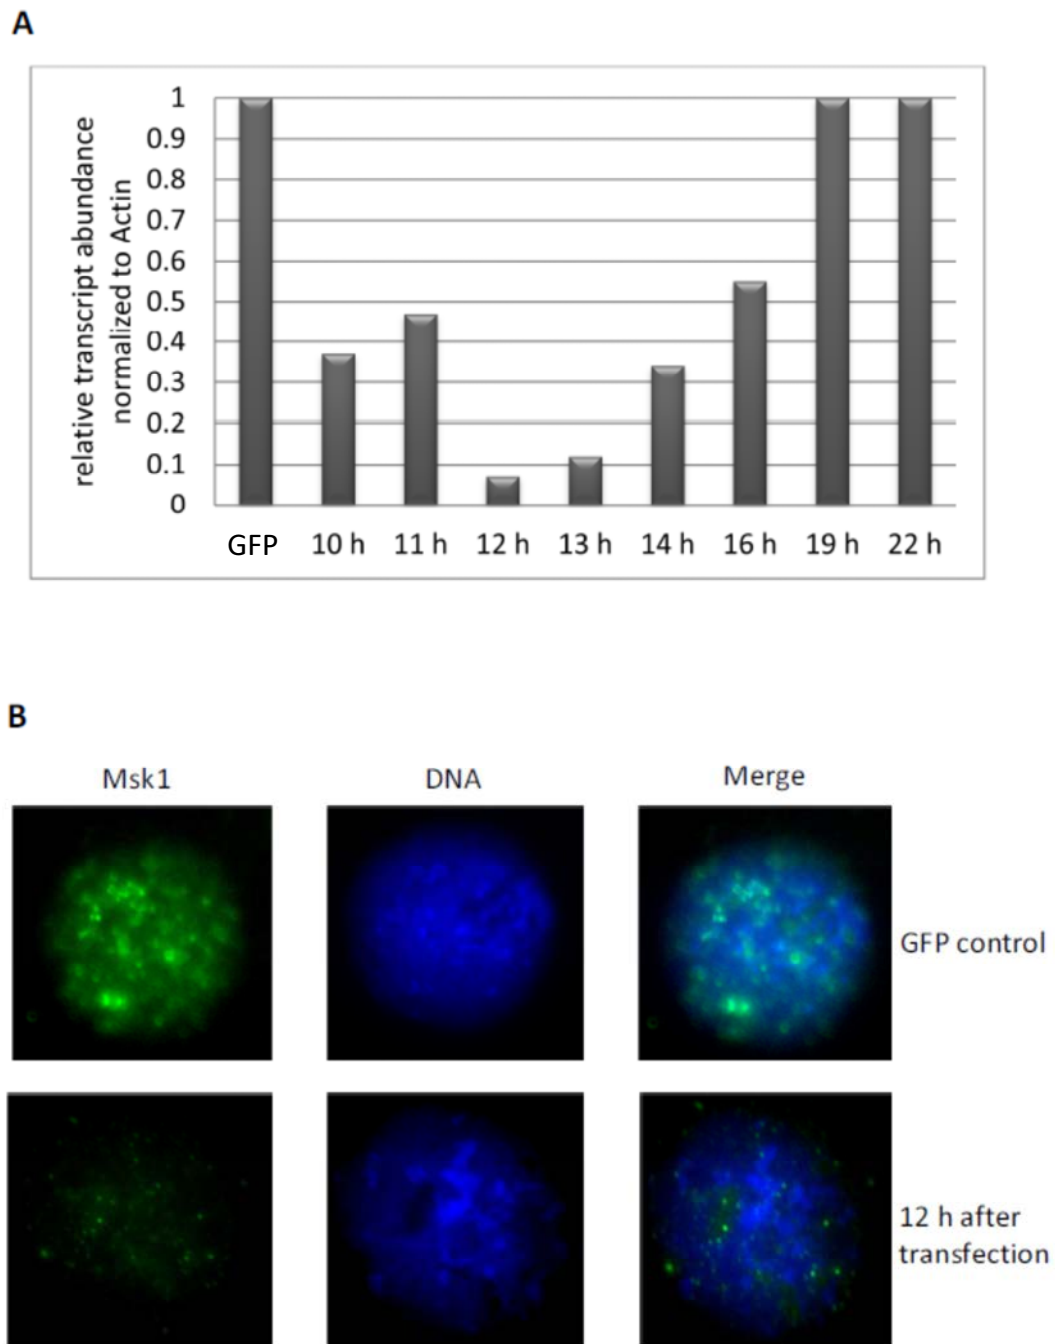 A
relative transcript abundance
normalized to Actin
1
0.9
0.8
0.7
0.6
0.5
0.4
0.3
0.2
0.1
0
GFP 10 h 11 h 12 h 13 h 14 h 16 h 19 h 22 h
B
Msk1 DNA Merge
GFP control
12 h after
transfection